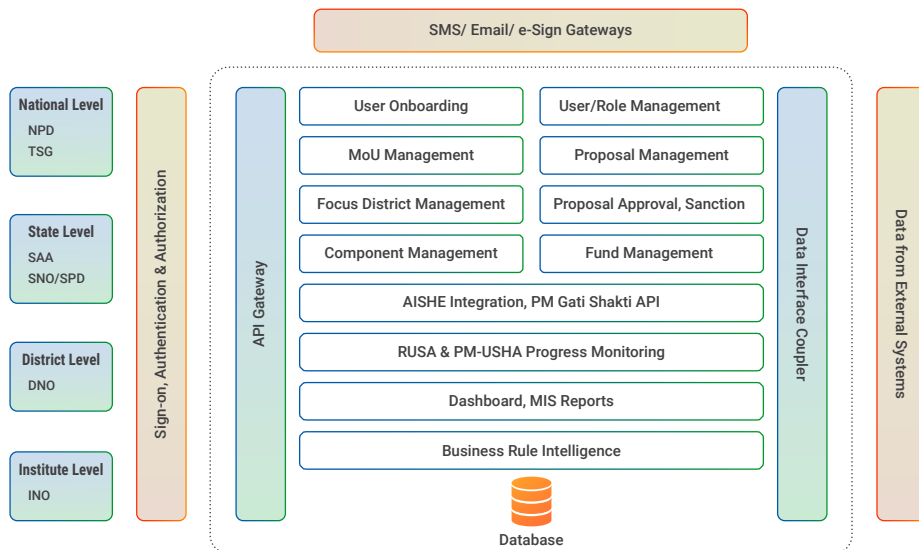 SMS/ Email/ e-Sign Gateways
National Level
NPD
TSG
State Level
SAA
SNO/SPD
District Level
DNO
Institute Level
INO
Sign-on, Authentication & Authorization
API Gateway
User Onboarding
User/Role Management
MoU Management
Proposal Management
Focus District Management
Proposal Approval, Sanction
Component Management
Fund Management
AISHE Integration, PM Gati Shakti API
RUSA & PM-USHA Progress Monitoring
Dashboard, MIS Reports
Business Rule Intelligence
Database
Data Interface Coupler
Data from External Systems